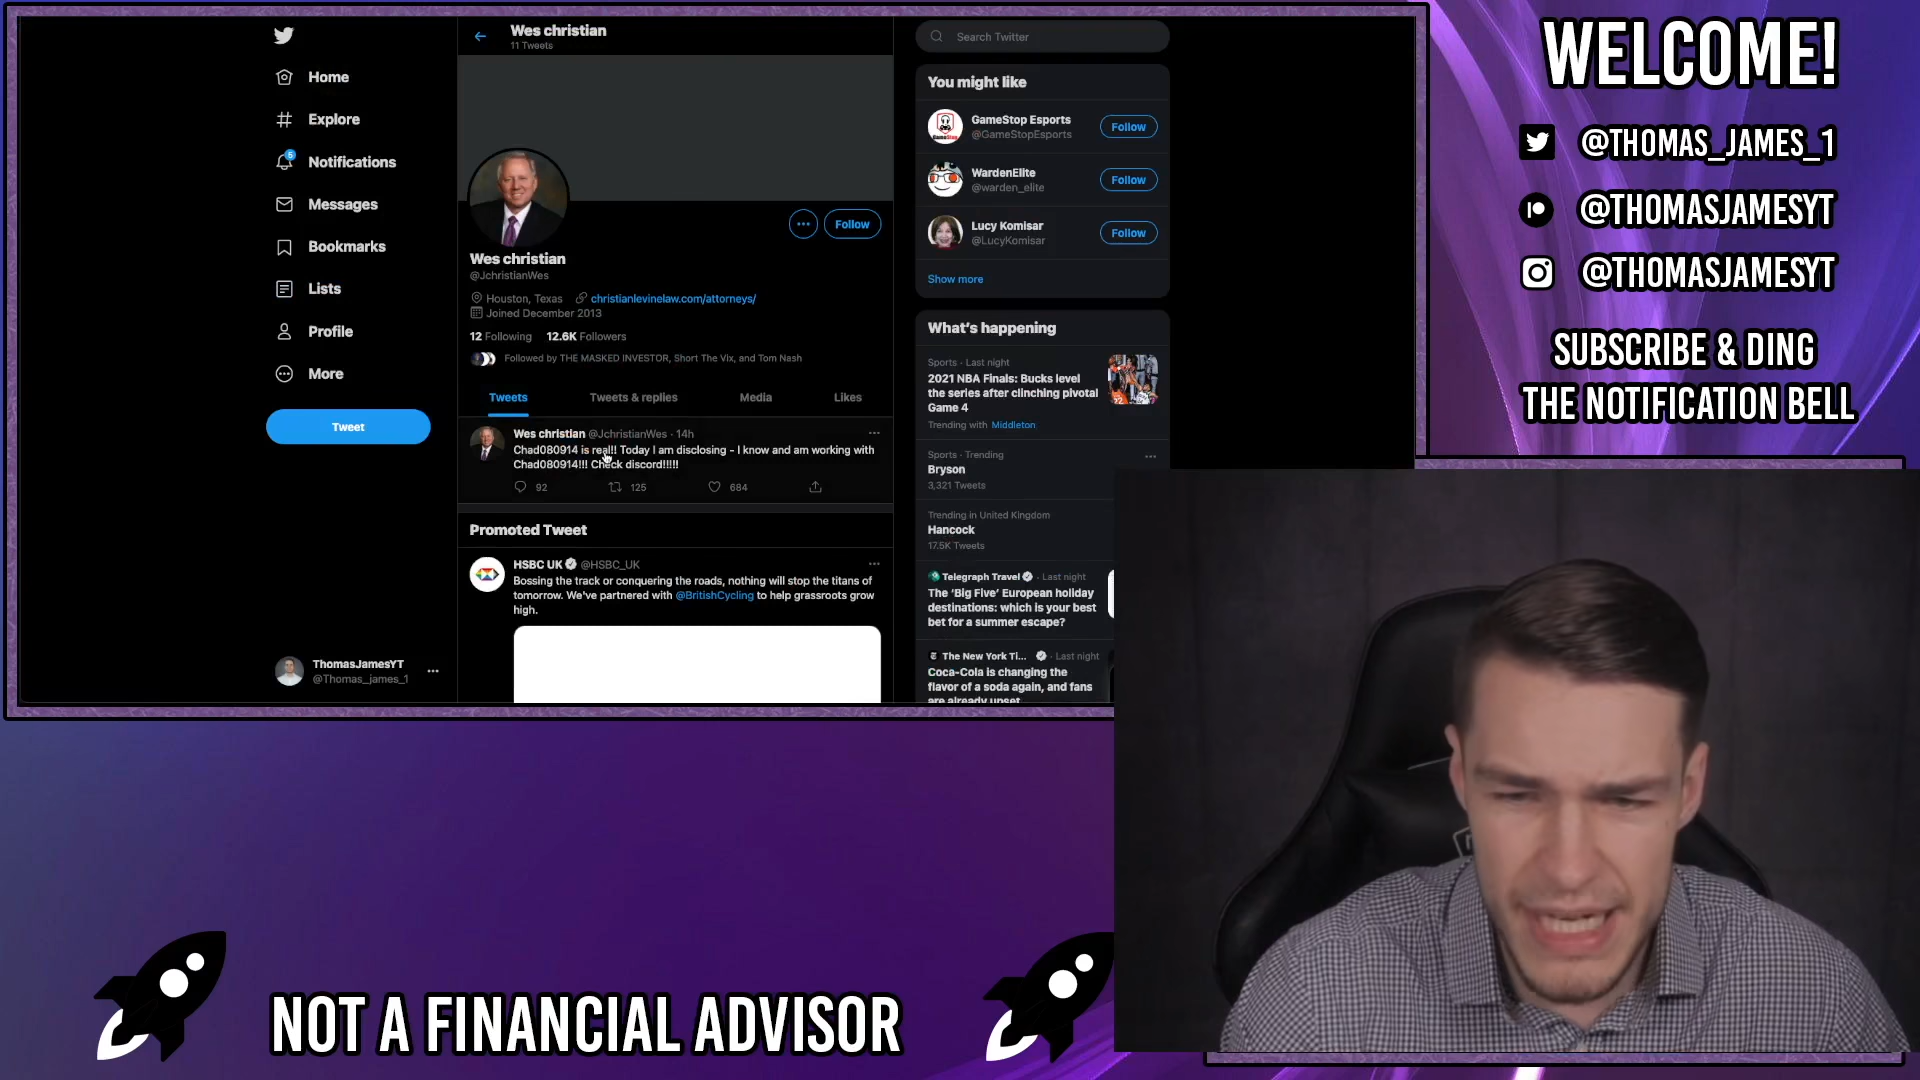 Home
Explore
5
Notifications
Messages
Bookmarks
Lists
Profile
More
Tweet
ThomasJamesYT
@Thomas_james_1
Wes christian
11 Tweets
Follow
Wes christian
@JchristianWes
Houston, Texas christianlevinelaw.com/attorneys/
Joined December 2013
12 Following 12.6K Followers
Followed by THE MASKED INVESTOR, Short The Vix, and Tom Nash
Tweets Tweets & replies Media Likes
Wes christian @JchristianWes · 14h
Chad080914 is real!! Today I am disclosing - I know and am working with
Chad080914!!! Check discord!!!!!
92 125 684
Promoted Tweet
HSBC UK @HSBC_UK
Bossing the track or conquering the roads, nothing will stop the titans of
tomorrow. We've partnered with @BritishCycling to help grassroots grow
high.
Search Twitter
You might like
GameStop Esports
@GameStopEsports
Follow
WardenElite
@warden_elite
Follow
Lucy Komisar
@LucyKomisar
Follow
Show more
What's happening
Sports · Last night
2021 NBA Finals: Bucks level
the series after clinching pivotal
Game 4
Trending with Middleton
Sports · Trending
Bryson
3,321 Tweets
Trending in United Kingdom
Hancock
17.5K Tweets
Telegraph Travel · Last night
The 'Big Five' European holiday
destinations: which is your best
bet for a summer escape?
The New York Ti... · Last night
Coca-Cola is changing the
flavor of a soda again, and fans
are already upset
WELCOME!
@THOMAS_JAMES_1
@THOMASJAMESYT
@THOMASJAMESYT
SUBSCRIBE & DING
THE NOTIFICATION BELL
NOT A FINANCIAL ADVISOR